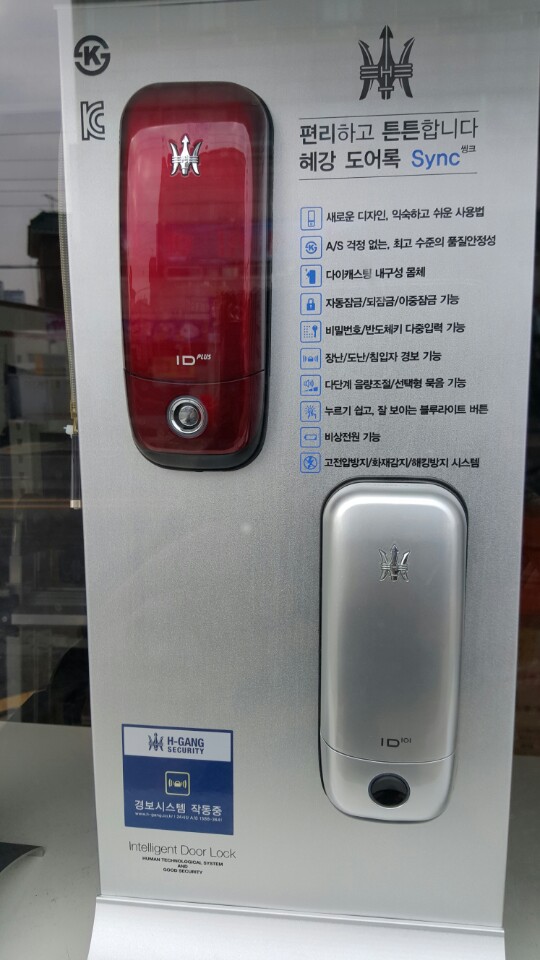 편리하고 튼튼합니다
혜강 도어록 Sync 씽크
새로운 디자인, 익숙하고 쉬운 사용법
A/S 걱정 없는, 최고 수준의 품질안정성
다이캐스팅 내구성 몸체
자동잠금/되잠금/이중잠금 기능
비밀번호/반도체키 다중입력 기능
장난/도난/침입자 경보 기능
다단계 음량조절/선택형 묵음 기능
누르기 쉽고, 잘 보이는 블루라이트 버튼
비상전원 기능
고전압방지/화재감지/해킹방지 시스템
ID PLUS
ID 101
H-GANG
SECURITY
경보시스템 작동중
Intelligent Door Lock
HUMAN TECHNOLOGICAL SYSTEM
AND
GOOD SECURITY